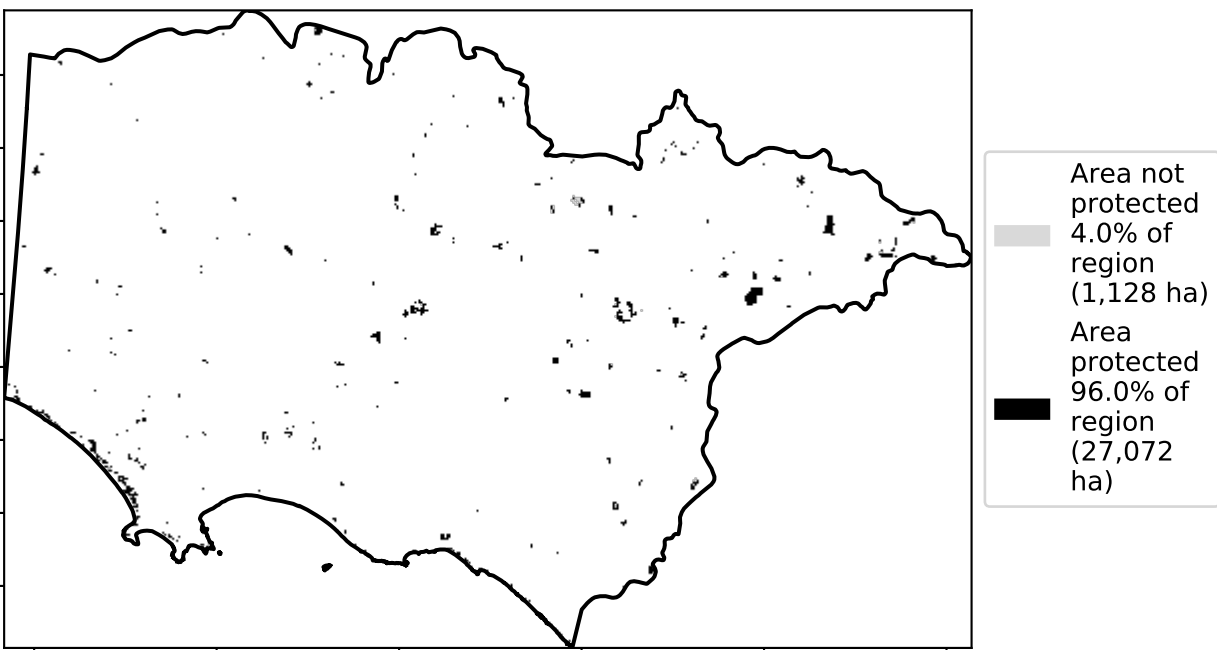 Area not
protected
4.0% of
region
(1,128 ha)
Area
protected
96.0% of
region
(27,072
ha)